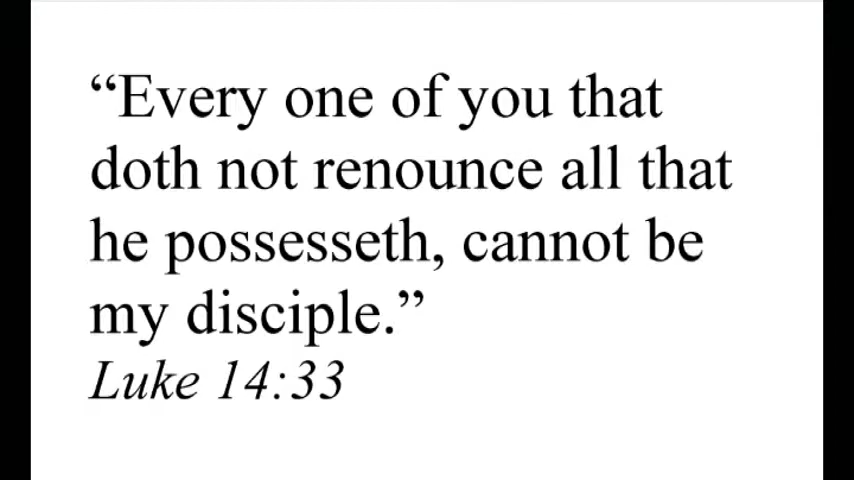 “Every one of you that
doth not renounce all that
he possesseth, cannot be
my disciple.”
Luke 14:33